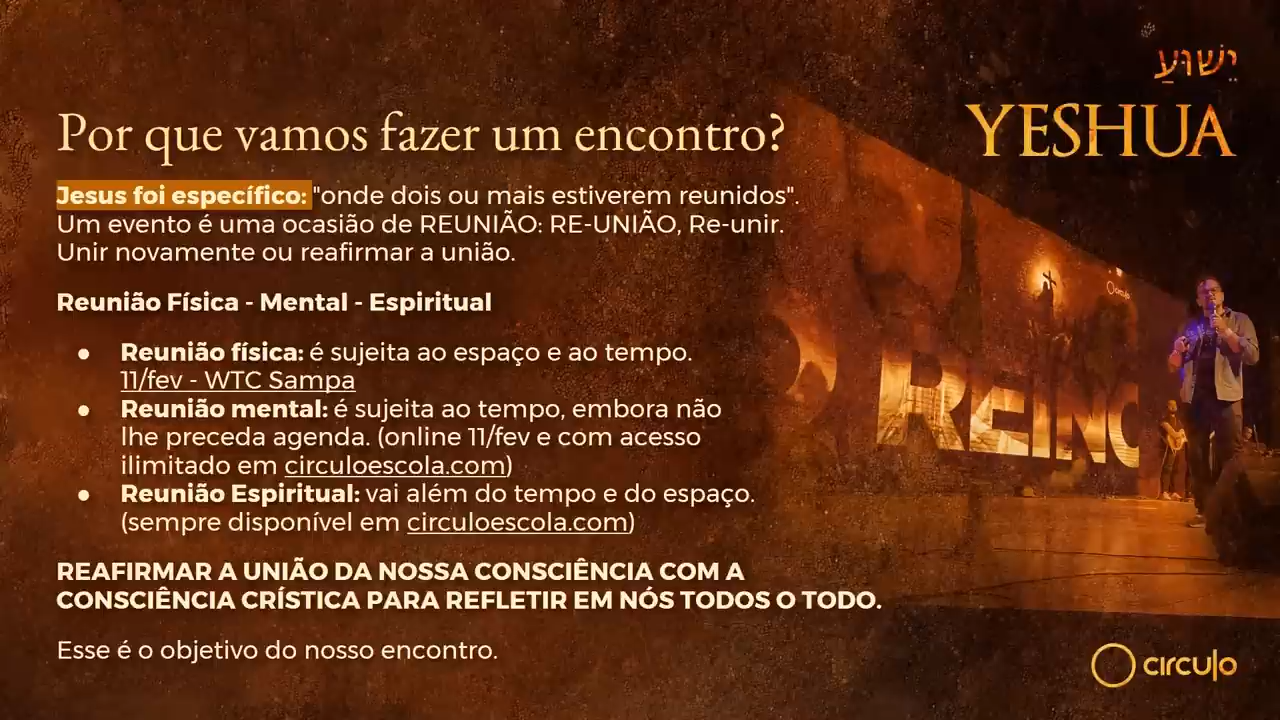 יֵשׁוּעַ
YESHUA
Por que vamos fazer um encontro?
Jesus foi específico: "onde dois ou mais estiverem reunidos".
Um evento é uma ocasião de REUNIÃO: RE-UNIÃO, Re-unir.
Unir novamente ou reafirmar a união.
Reunião Física - Mental - Espiritual
● Reunião física: é sujeita ao espaço e ao tempo.
11/fev - WTC Sampa
● Reunião mental: é sujeita ao tempo, embora não
lhe preceda agenda. (online 11/fev e com acesso
ilimitado em circuloescola.com)
● Reunião Espiritual: vai além do tempo e do espaço.
(sempre disponível em circuloescola.com)
REAFIRMAR A UNIÃO DA NOSSA CONSCIÊNCIA COM A
CONSCIÊNCIA CRÍSTICA PARA REFLETIR EM NÓS TODOS O TODO.
Esse é o objetivo do nosso encontro.
circulo
REINO
circulo